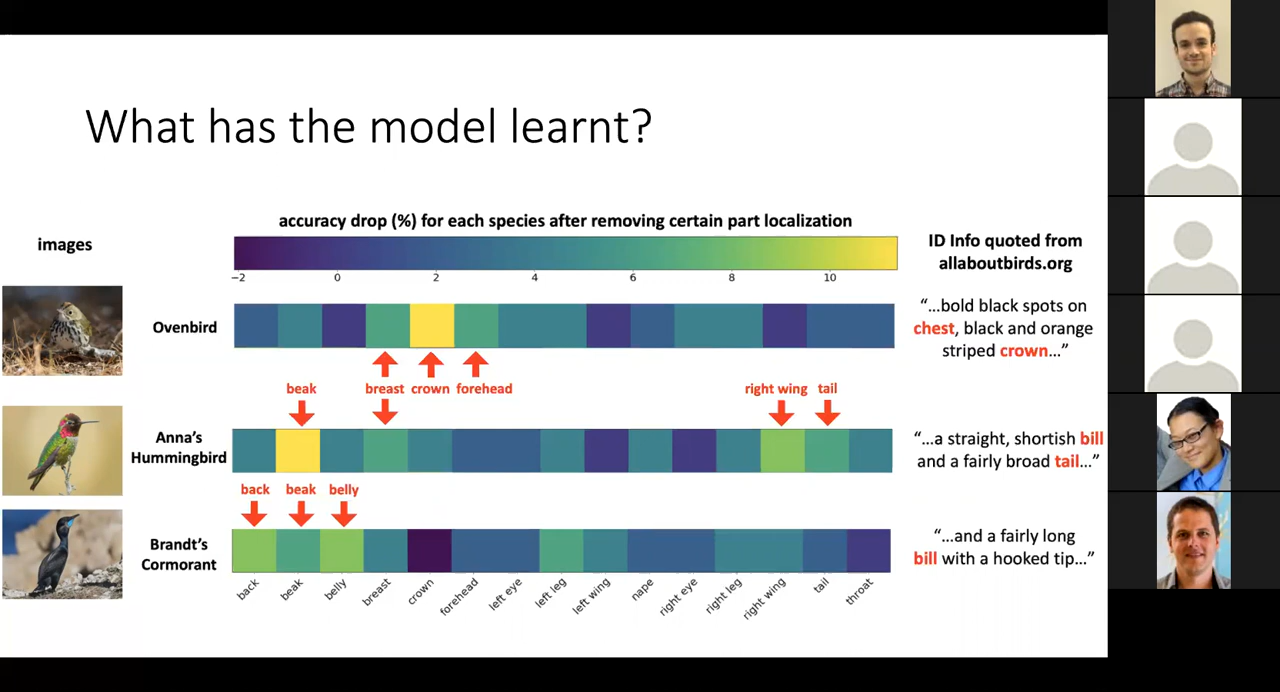 What has the model learnt?
accuracy drop (%) for each species after removing certain part localization
images
ID Info quoted from
allaboutbirds.org
−2 0 2 4 6 8 10
Ovenbird
“...bold black spots on
chest, black and orange
striped crown...”
beak breast crown forehead right wing tail
Anna’s
Hummingbird
“...a straight, shortish bill
and a fairly broad tail...”
back beak belly
Brandt’s
Cormorant
“...and a fairly long
bill with a hooked tip...”
back beak belly breast crown forehead left eye left leg left wing nape right eye right leg right wing tail throat